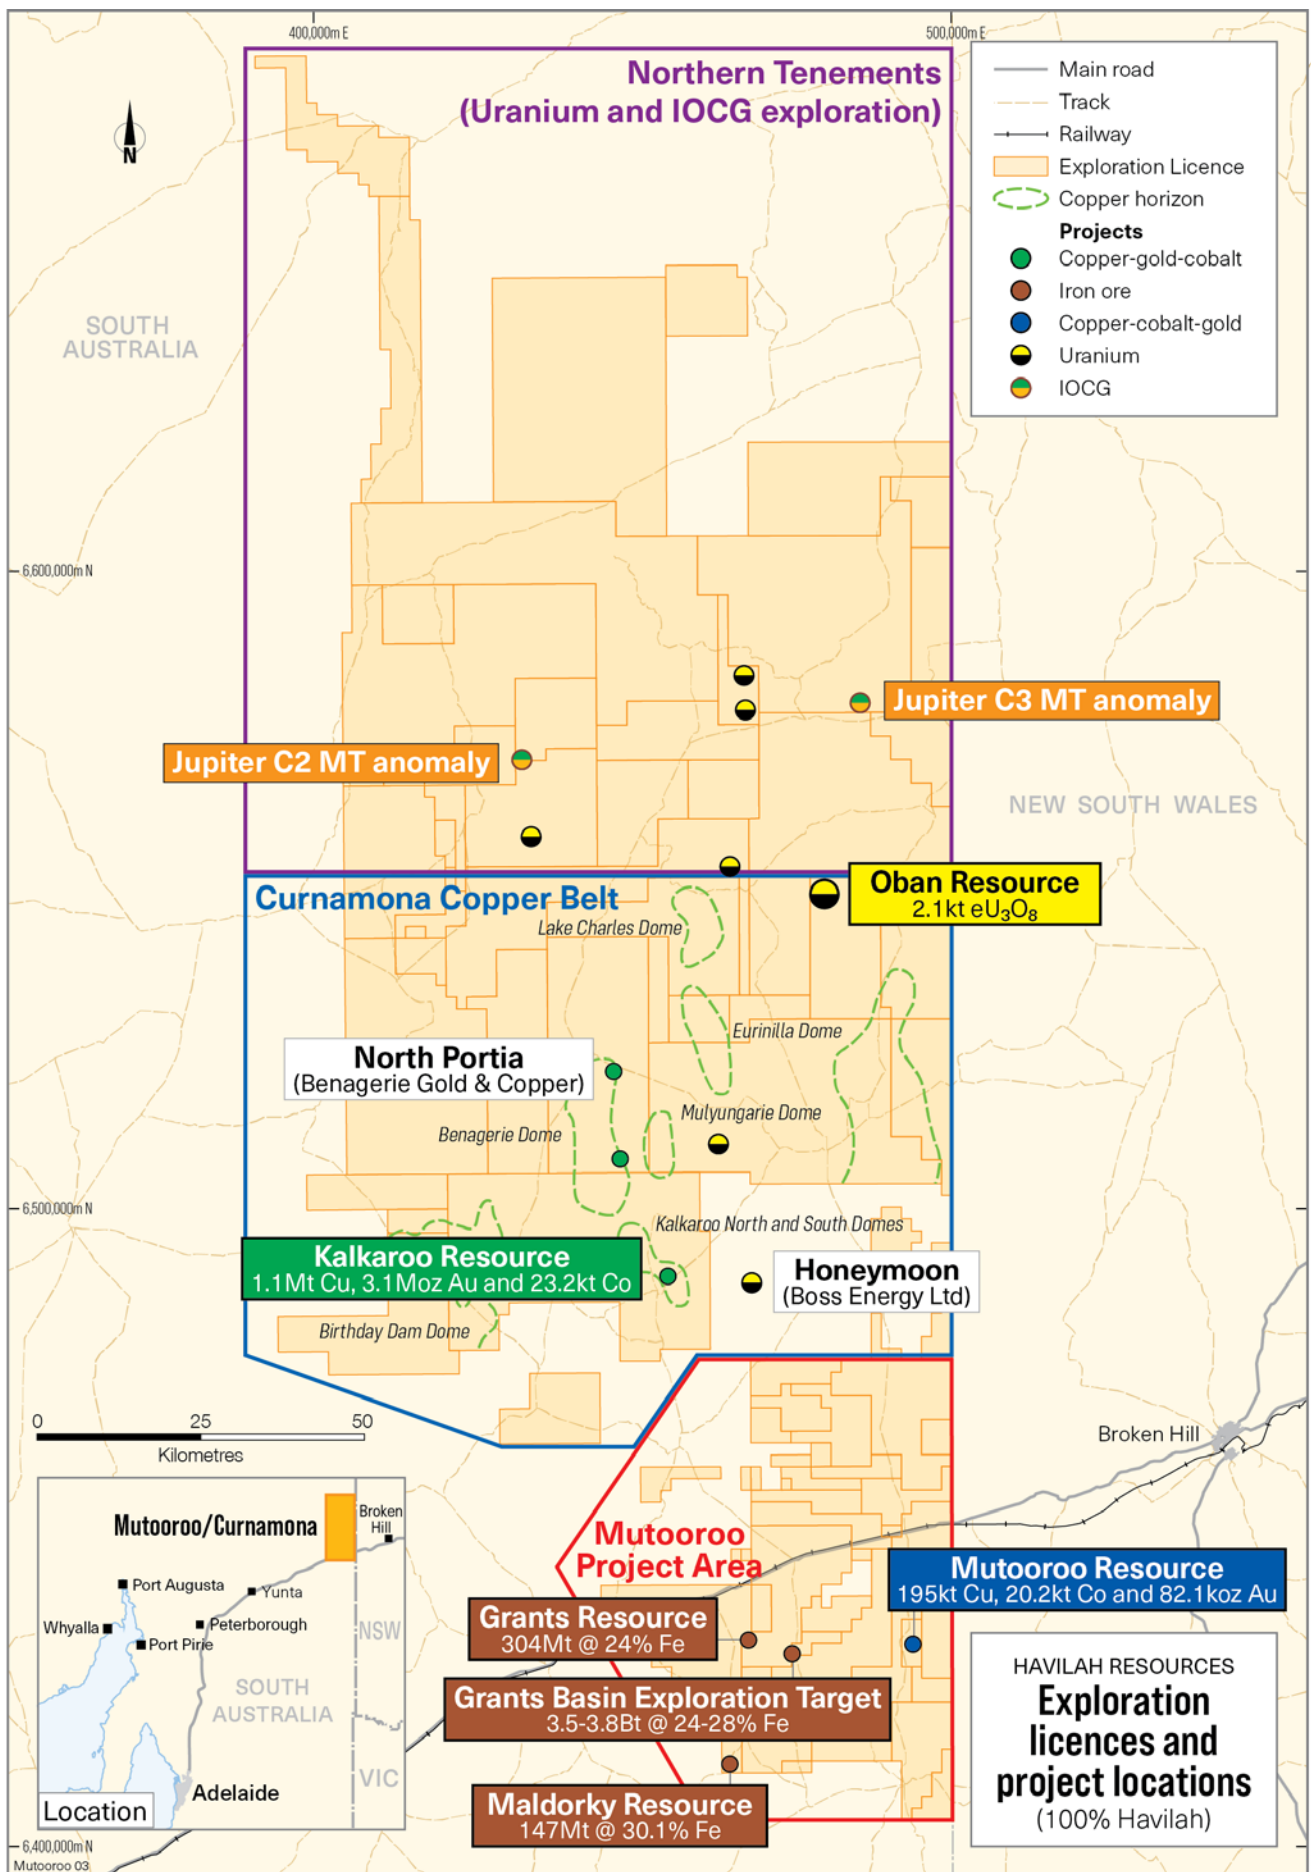 400,000m E
500,000m E
Northern Tenements
(Uranium and IOCG exploration)
N
Main road
Track
Railway
Exploration Licence
Copper horizon
Projects
Copper-gold-cobalt
Iron ore
Copper-cobalt-gold
Uranium
IOCG
SOUTH
AUSTRALIA
6,600,000m N
Jupiter C3 MT anomaly
Jupiter C2 MT anomaly
NEW SOUTH WALES
Oban Resource
2.1kt eU₃O₈
Curnamona Copper Belt
Lake Charles Dome
Eurinilla Dome
North Portia
(Benagerie Gold & Copper)
Mulyungarie Dome
Benagerie Dome
6,500,000m N
Kalkaroo North and South Domes
Kalkaroo Resource
1.1Mt Cu, 3.1Moz Au and 23.2kt Co
Honeymoon
(Boss Energy Ltd)
Birthday Dam Dome
0 25 50
Kilometres
Broken Hill
Mutooroo
Project Area
Mutooroo Resource
195kt Cu, 20.2kt Co and 82.1koz Au
Grants Resource
304Mt @ 24% Fe
Grants Basin Exploration Target
3.5-3.8Bt @ 24-28% Fe
Maldorky Resource
147Mt @ 30.1% Fe
Mutooroo/Curnamona
Broken
Hill
Port Augusta
Yunta
Whyalla
Peterborough
Port Pirie
NSW
SOUTH
AUSTRALIA
VIC
Adelaide
Location
HAVILAH RESOURCES
Exploration
licences and
project locations
(100% Havilah)
6,400,000m N
Mutooroo 03